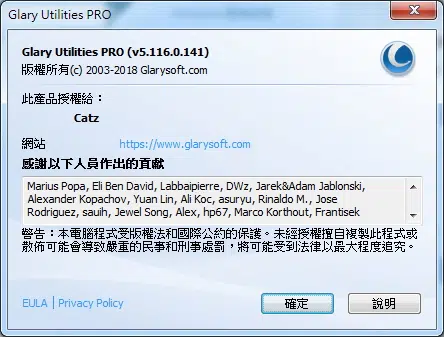 Glary Utilities PRO
Glary Utilities PRO (v5.116.0.141)
版權所有(c) 2003-2018 Glarysoft.com
此產品授權給：
Catz
網站 https://www.glarysoft.com
感謝以下人員作出的貢獻
Marius Popa, Eli Ben David, Labbaipierre, DWz, Jarek&Adam Jablonski,
Alexander Kopachov, Yuan Lin, Ali Koc, asuryu, Rinaldo M., Jose
Rodriguez, sauih, Jewel Song, Alex, hp67, Marco Korthout, Frantisek
警告：本電腦程式受版權法和國際公約的保護。未經授權擅自複製此程式或
散佈可能會導致嚴重的民事和刑事處罰，將可能受到法律以最大程度追究。
EULA | Privacy Policy
確定
說明